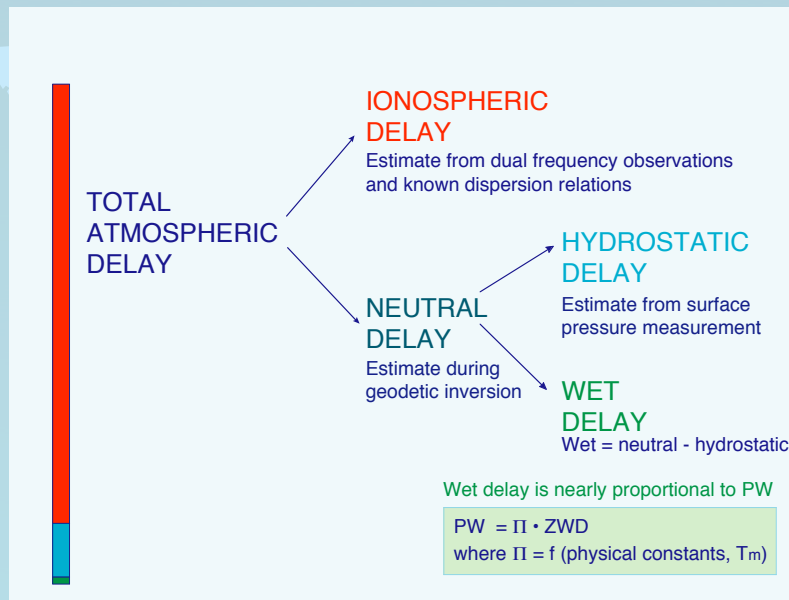 TOTAL
ATMOSPHERIC
DELAY
IONOSPHERIC
DELAY
Estimate from dual frequency observations
and known dispersion relations
NEUTRAL
DELAY
Estimate during
geodetic inversion
HYDROSTATIC
DELAY
Estimate from surface
pressure measurement
WET
DELAY
Wet = neutral - hydrostatic
Wet delay is nearly proportional to PW
PW = Π • ZWD
where Π = f (physical constants, Tm)